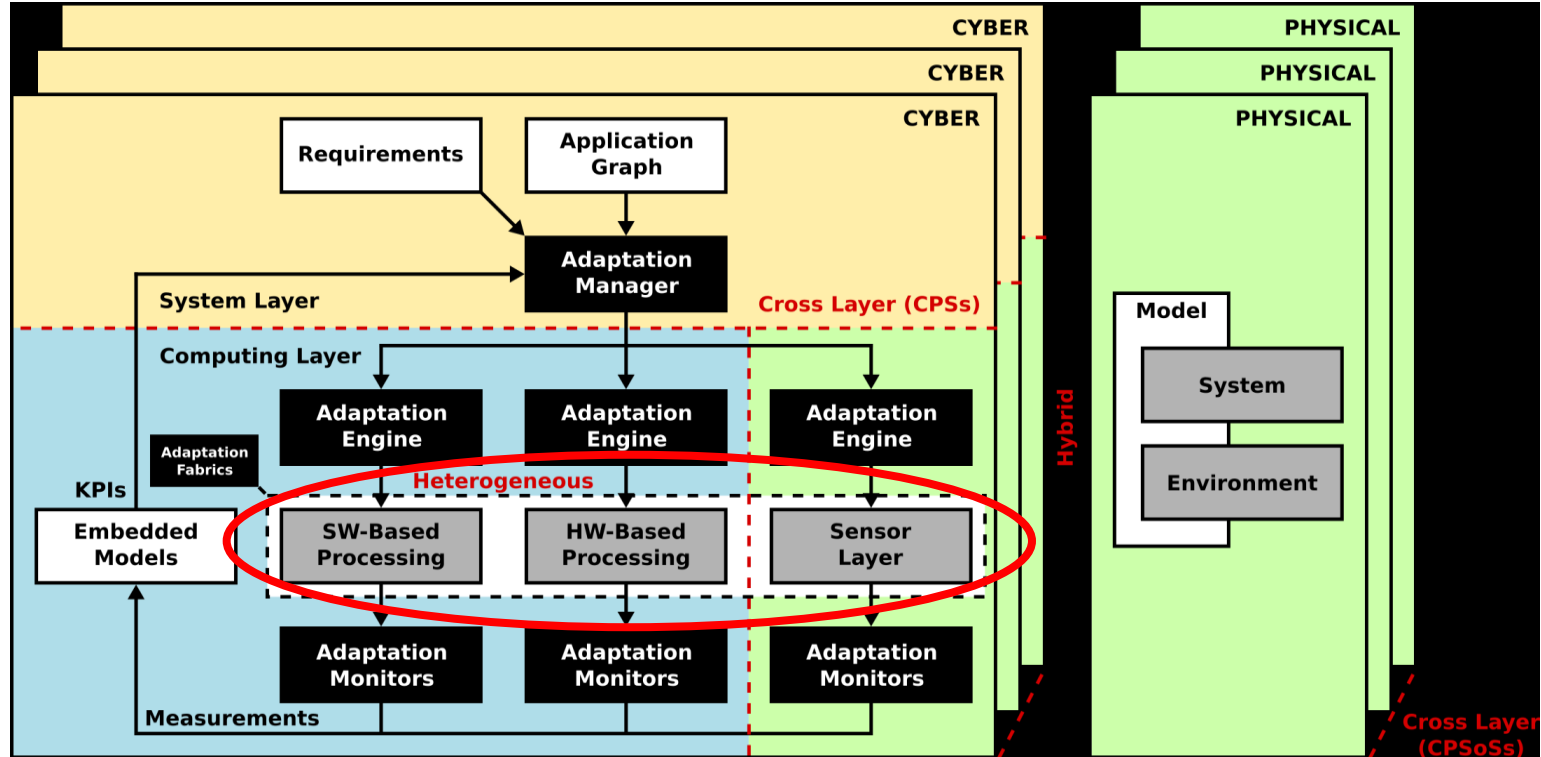 CYBER
PHYSICAL
CYBER
PHYSICAL
CYBER
PHYSICAL
Requirements
Application
Graph
Adaptation
Manager
System Layer
Cross Layer (CPSs)
Computing Layer
Model
System
Environment
Hybrid
Adaptation
Engine
Adaptation
Engine
Adaptation
Engine
Adaptation
Fabrics
Heterogeneous
KPIs
Embedded
Models
SW-Based
Processing
HW-Based
Processing
Sensor
Layer
Adaptation
Monitors
Adaptation
Monitors
Adaptation
Monitors
Measurements
Cross Layer
(CPSoSs)